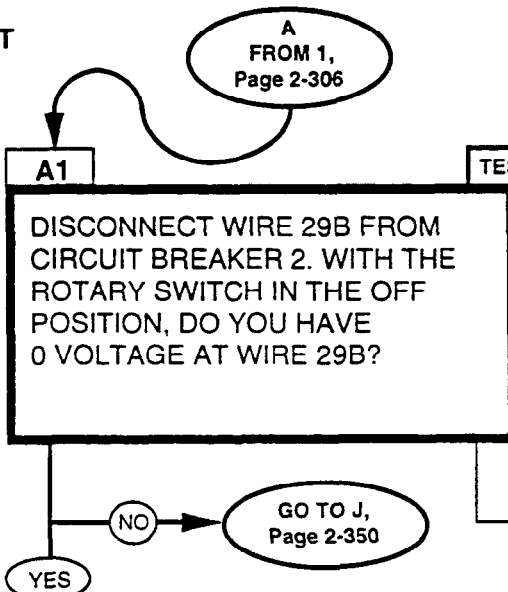 T
A
FROM 1,
Page 2-306
A1
TES
DISCONNECT WIRE 29B FROM
CIRCUIT BREAKER 2. WITH THE
ROTARY SWITCH IN THE OFF
POSITION, DO YOU HAVE
0 VOLTAGE AT WIRE 29B?
NO
GO TO J,
Page 2-350
YES